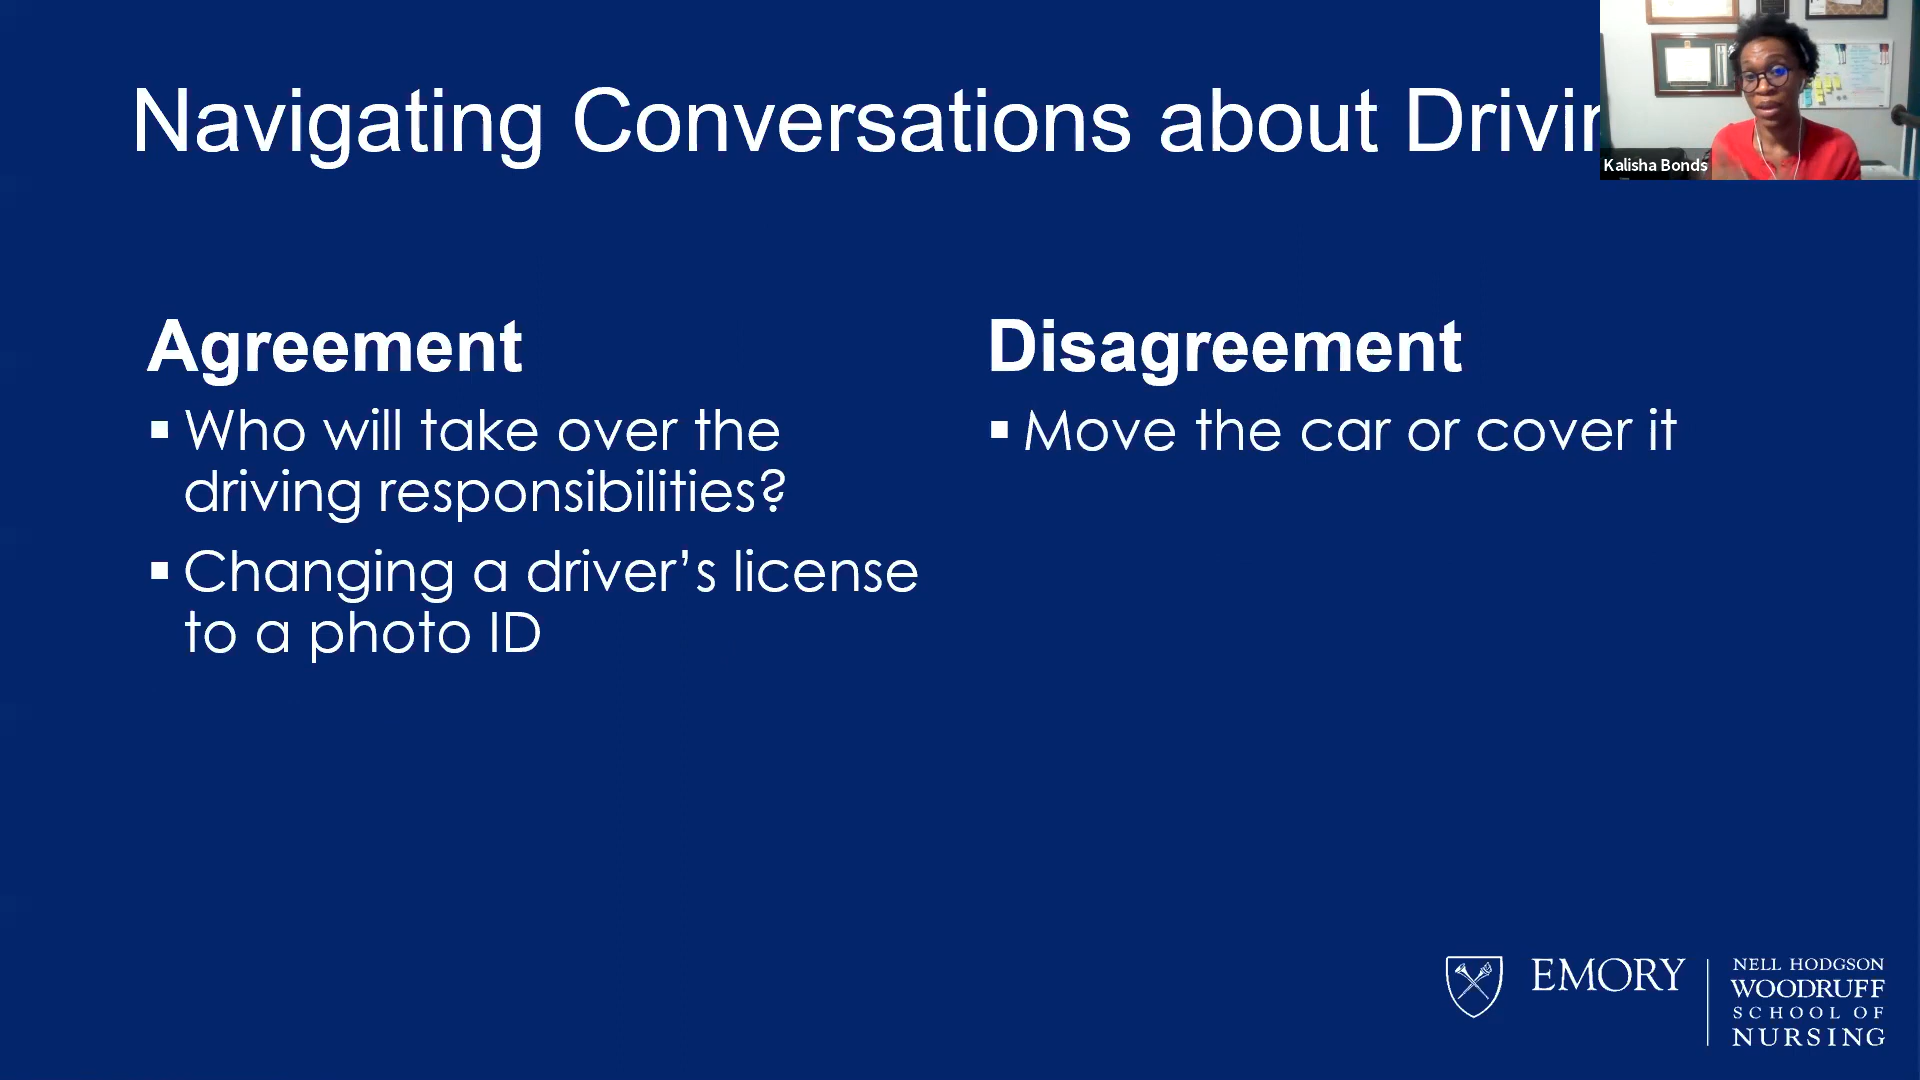 Navigating Conversations about Drivin
Kalisha Bonds
Agreement
▪ Who will take over the
driving responsibilities?
▪ Changing a driver’s license
to a photo ID
Disagreement
▪ Move the car or cover it
EMORY
NELL HODGSON
WOODRUFF
SCHOOL OF
NURSING